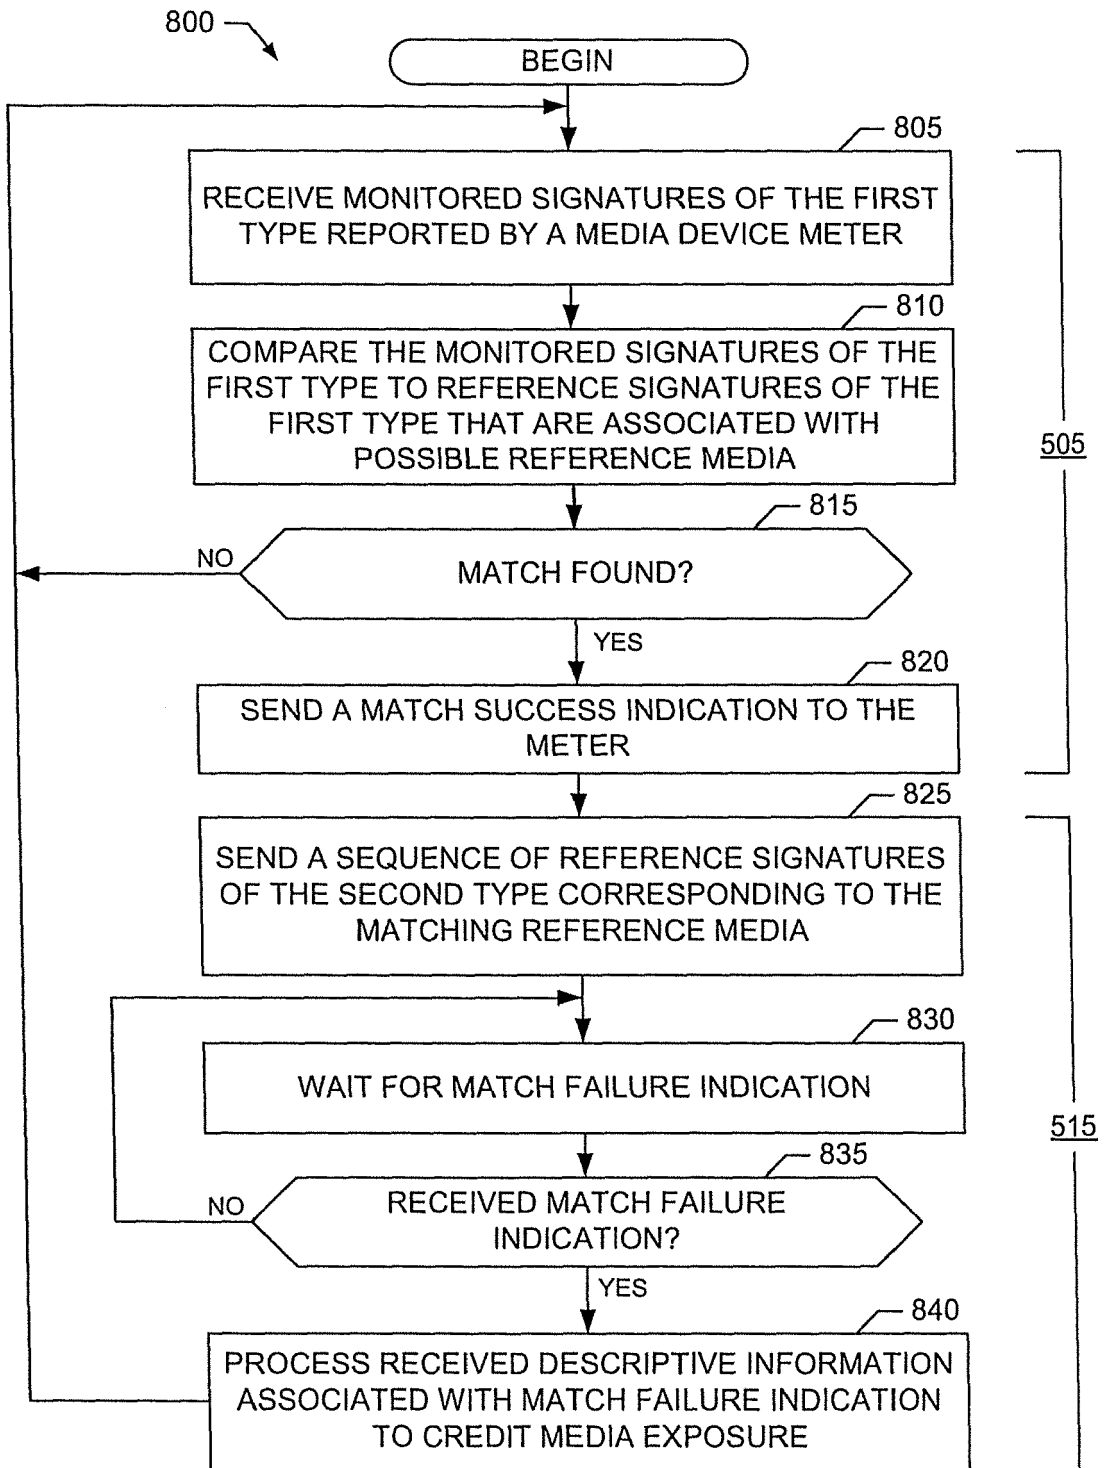 800
BEGIN
805
RECEIVE MONITORED SIGNATURES OF THE FIRST
TYPE REPORTED BY A MEDIA DEVICE METER
810
COMPARE THE MONITORED SIGNATURES OF THE
FIRST TYPE TO REFERENCE SIGNATURES OF THE
FIRST TYPE THAT ARE ASSOCIATED WITH
POSSIBLE REFERENCE MEDIA
505
815
NO
MATCH FOUND?
YES
820
SEND A MATCH SUCCESS INDICATION TO THE
METER
825
SEND A SEQUENCE OF REFERENCE SIGNATURES
OF THE SECOND TYPE CORRESPONDING TO THE
MATCHING REFERENCE MEDIA
830
WAIT FOR MATCH FAILURE INDICATION
515
835
NO
RECEIVED MATCH FAILURE
INDICATION?
YES
840
PROCESS RECEIVED DESCRIPTIVE INFORMATION
ASSOCIATED WITH MATCH FAILURE INDICATION
TO CREDIT MEDIA EXPOSURE